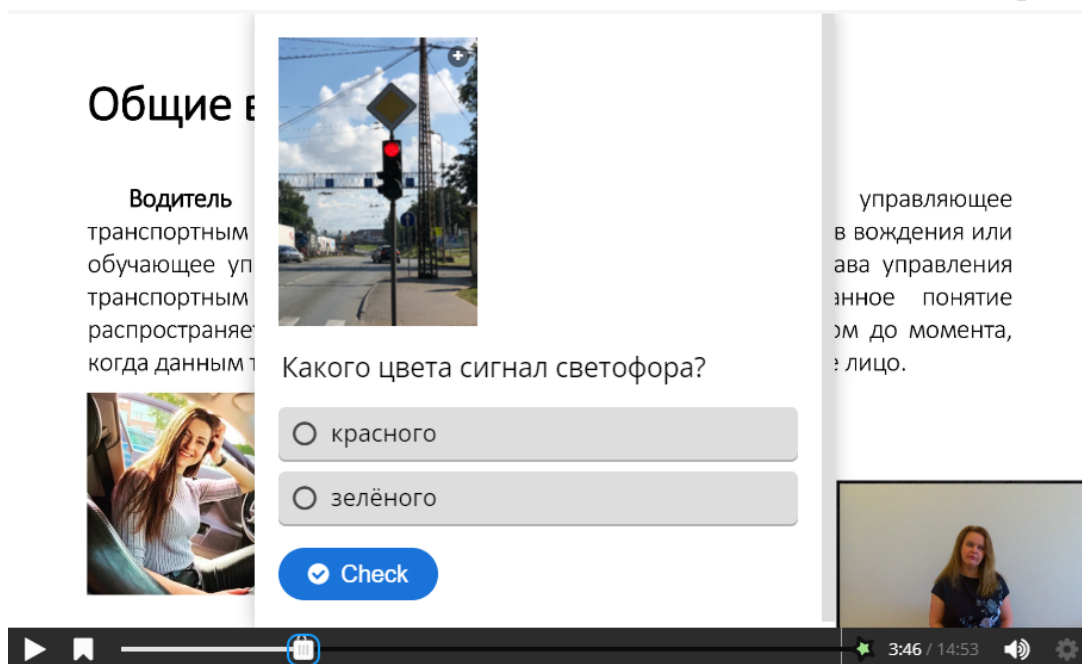 Общие в
Водитель
управляющее
транспортным
в вождения или
обучающее уп
ава управления
транспортным
понятие
распространяе
ом до момента,
когда данным
лицо.
Какого цвета сигнал светофора?
красного
зелёного
Check
3:46 / 14:53